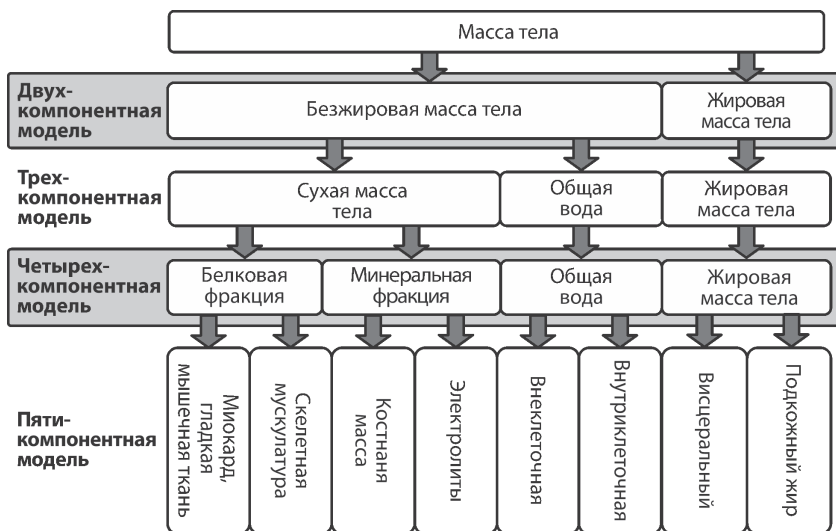 Масса тела
Двух-
компонентная
модель
Безжировая масса тела
Жировая
масса тела
Трех-
компонентная
модель
Сухая масса
тела
Общая
вода
Жировая
масса тела
Четырех-
компонентная
модель
Белковая
фракция
Минеральная
фракция
Общая
вода
Жировая
масса тела
Пяти-
компонентная
модель
Миокард,
гладкая
мышечная ткань
Скелетная
мускулатура
Костнаня
масса
Электролиты
Внеклеточная
Внутриклеточная
Висцеральный
Подкожный жир